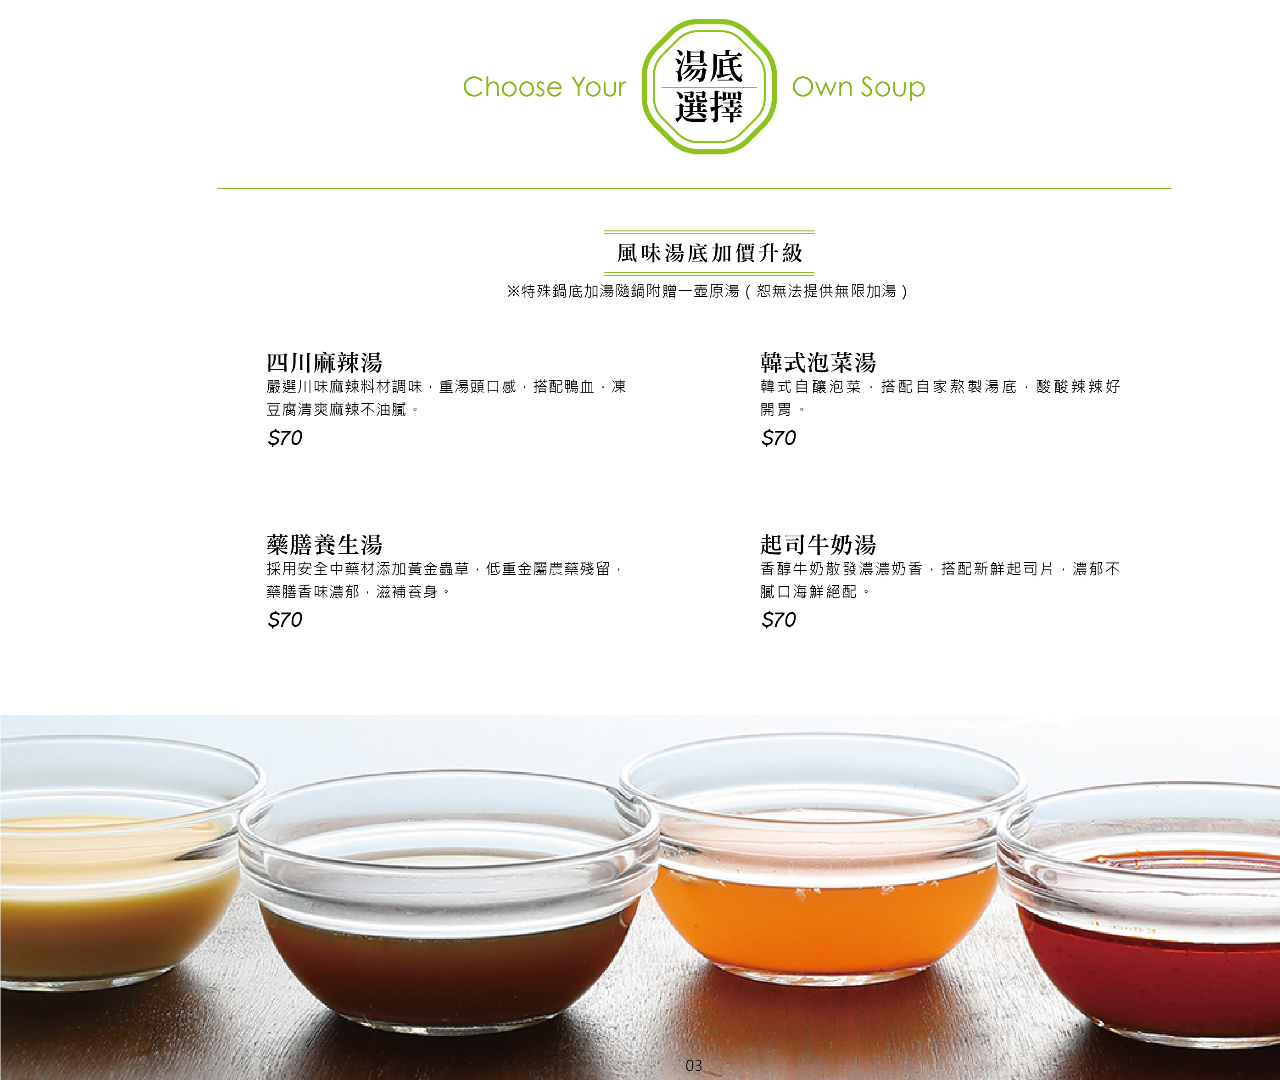 Choose Your
湯底
選擇
Own Soup
風味湯底加價升級
※特殊鍋底加湯隨鍋附贈一壺原湯（恕無法提供無限加湯）
四川麻辣湯
嚴選川味麻辣料材調味，重湯頭口感，搭配鴨血，凍
豆腐清爽麻辣不油膩。
$70
韓式泡菜湯
韓式自釀泡菜，搭配自家熬製湯底，酸酸辣辣好
開胃。
$70
藥膳養生湯
採用安全中藥材添加黃金蟲草，低重金屬農藥殘留，
藥膳香味濃郁，滋補養身。
$70
起司牛奶湯
香醇牛奶散發濃濃奶香，搭配新鮮起司片，濃郁不
膩口海鮮絕配。
$70
03